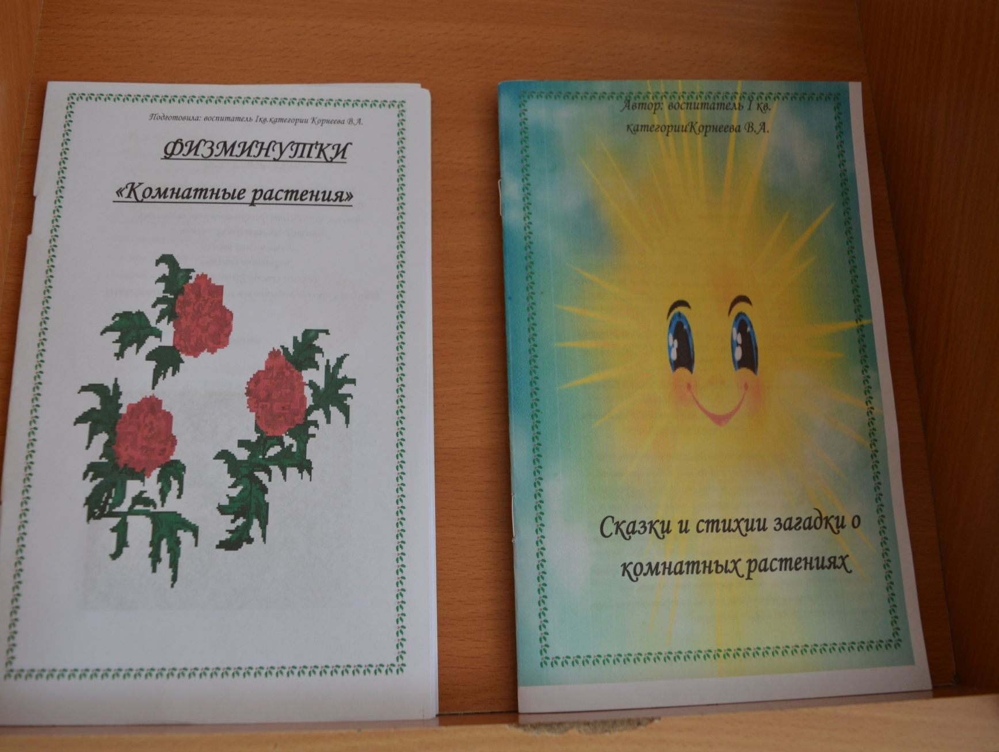 Подготовила: воспитатель Iкв.категории Корнеева В.А.
ФИЗМИНУТКИ
«Комнатные растения»
Автор: воспитатель I кв.
категорииКорнеева В.А.
Сказки и стихии загадки о
комнатных растениях